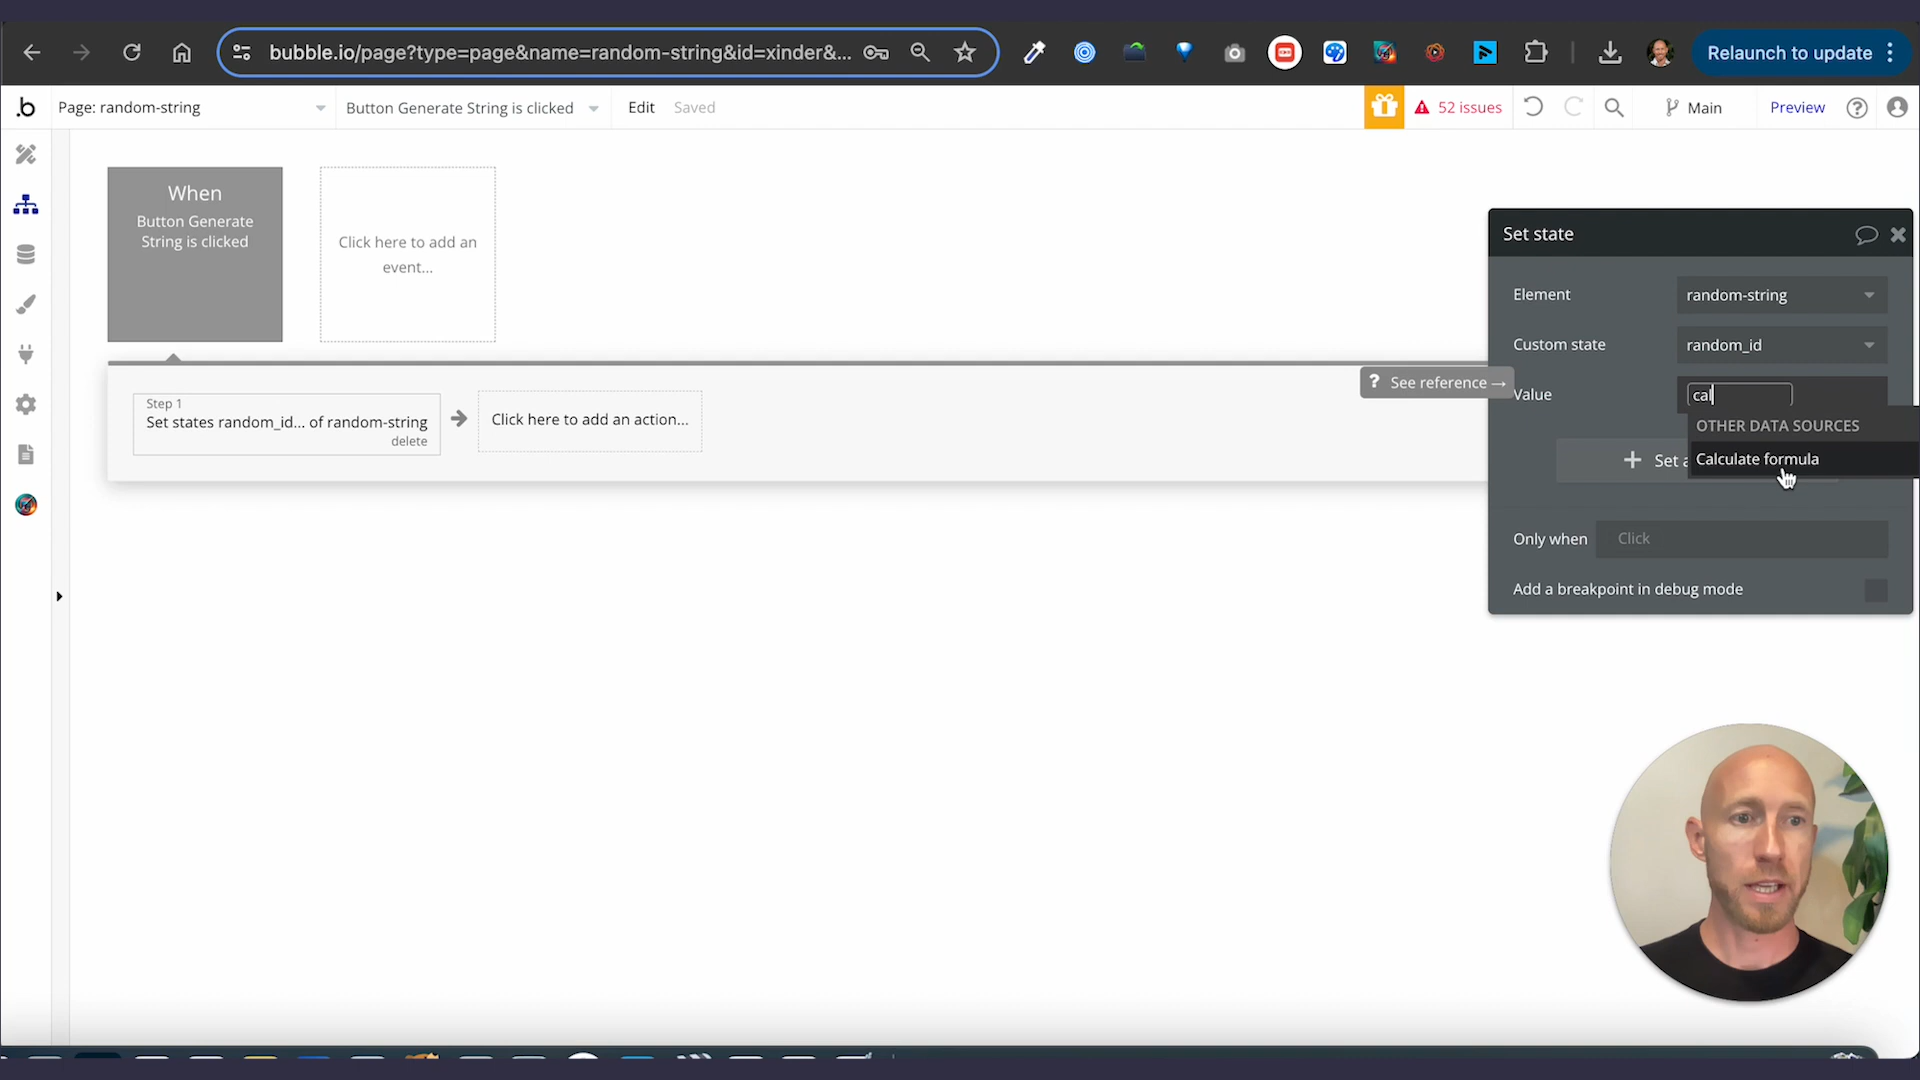 bubble.io/page?type=page&name=random-string&id=xinder&...
Relaunch to update
.b
Page: random-string
Button Generate String is clicked
Edit
Saved
52 issues
Main
Preview
When
Button Generate
String is clicked
Click here to add an
event...
Step 1
Set states random_id... of random-string
delete
Click here to add an action...
Set state
Element
random-string
Custom state
random_id
? See reference →
Value
cal
OTHER DATA SOURCES
Calculate formula
Set a
Only when
Click
Add a breakpoint in debug mode